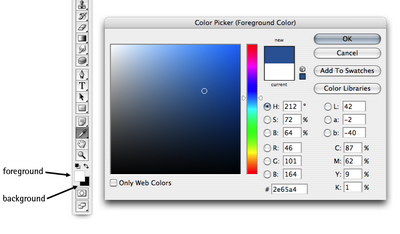 Color Picker (Foreground Color)
new
OK
Cancel
current
Add To Swatches
Color Libraries
H: 212 °
L: 42
S: 72 %
a: -2
B: 64 %
b: -40
R: 46
C: 87 %
G: 101
M: 62 %
B: 164
Y: 9 %
# 2e65a4
K: 1 %
Only Web Colors
T
foreground
background